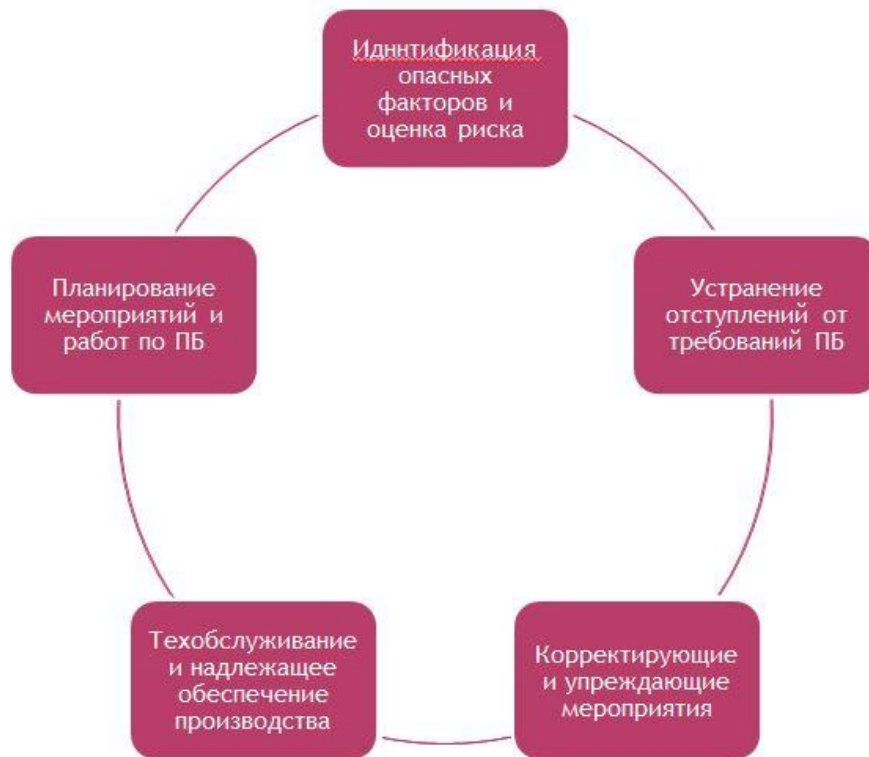 Идннтификация
опасных
факторов и
оценка риска
Устранение
отступлений от
требований ПБ
Корректирующие
и упреждающие
мероприятия
Техобслуживание
и надлежащее
обеспечение
производства
Планирование
мероприятий и
работ по ПБ